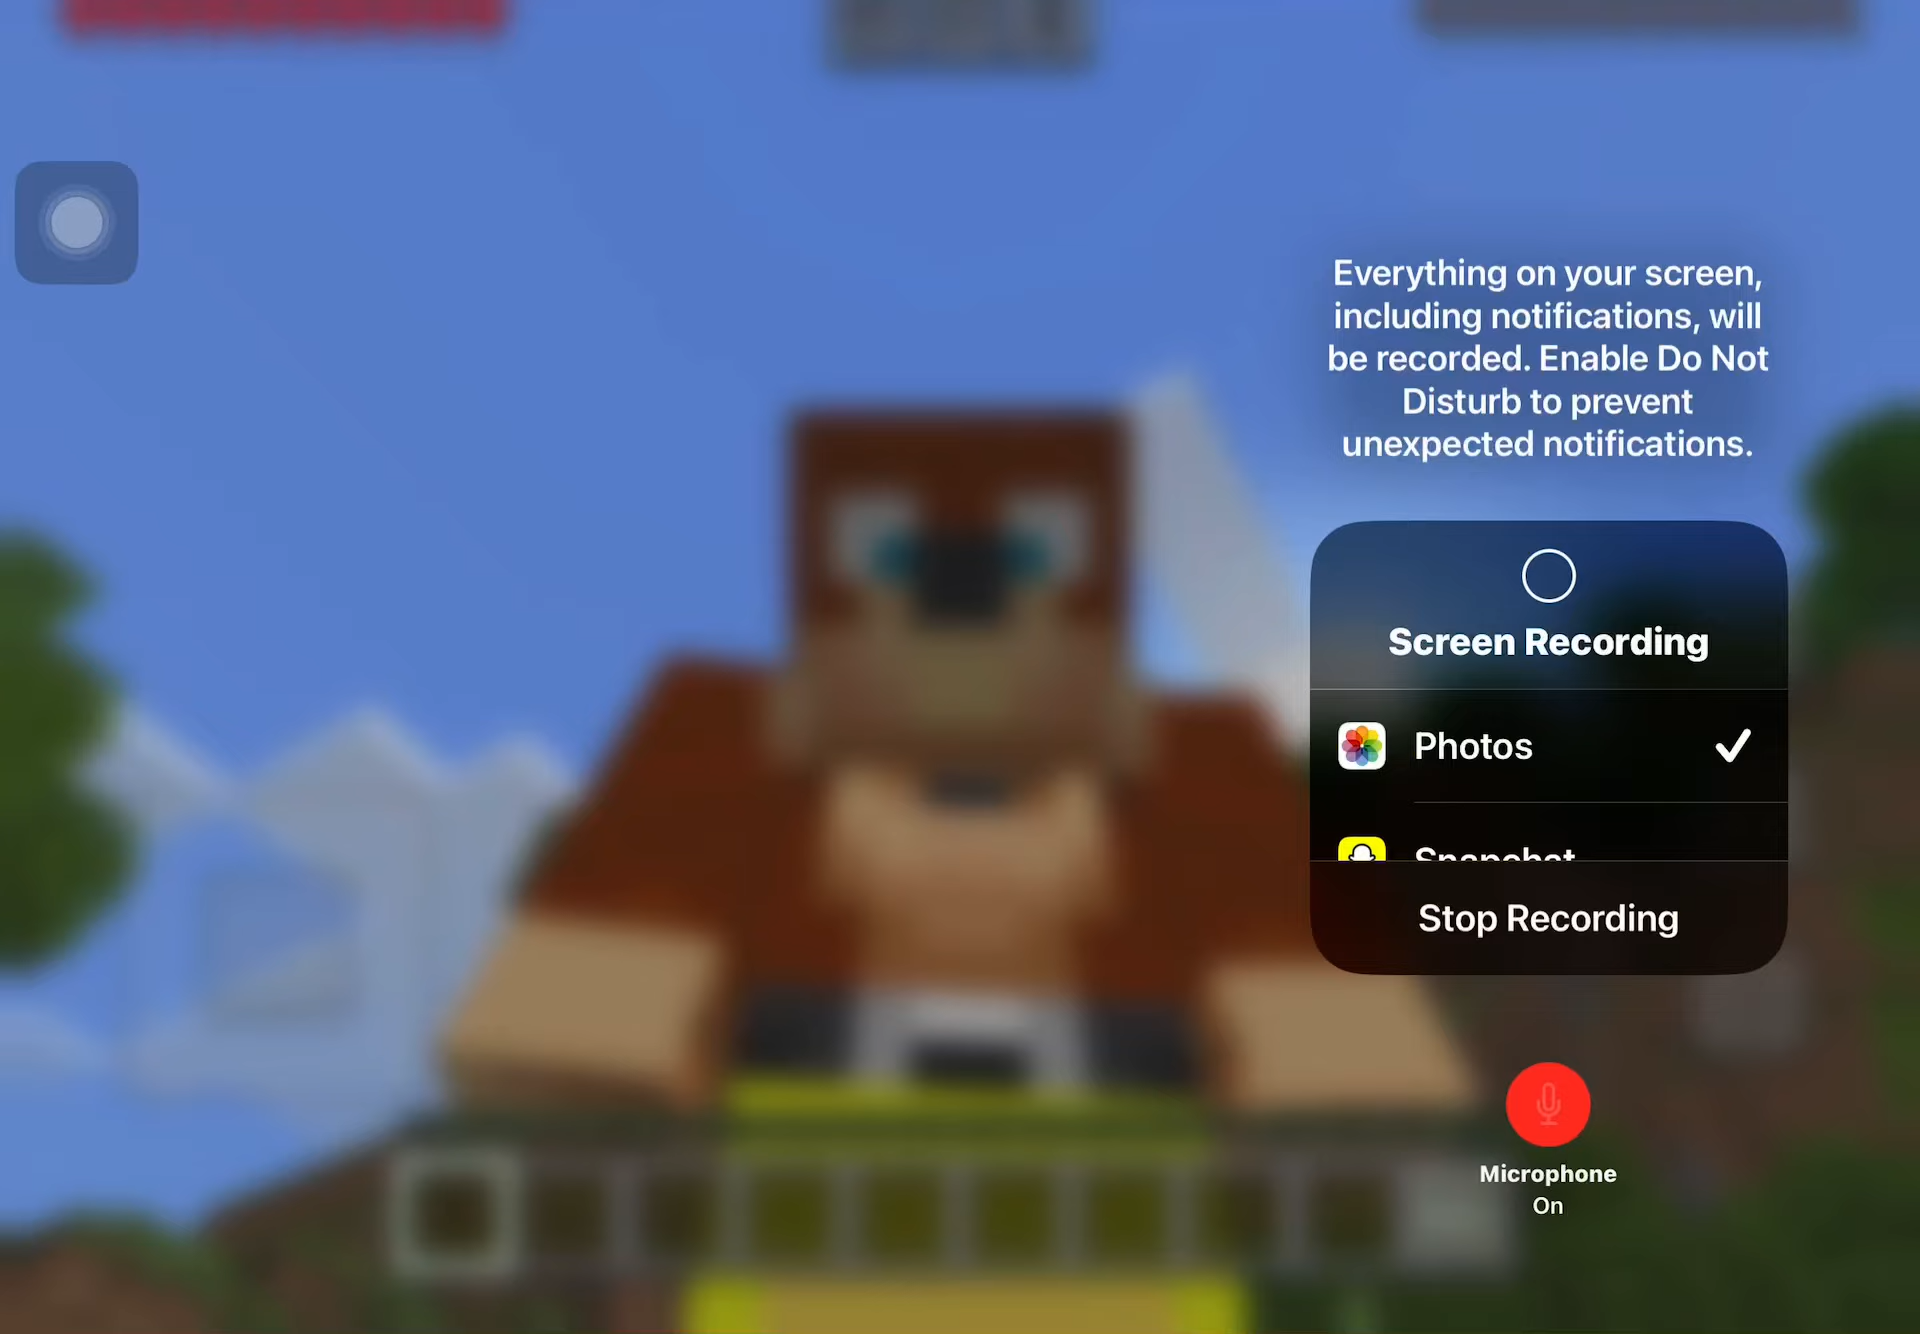 Everything on your screen,
including notifications, will
be recorded. Enable Do Not
Disturb to prevent
unexpected notifications.
Screen Recording
Photos
Snapchat
Stop Recording
Microphone
On